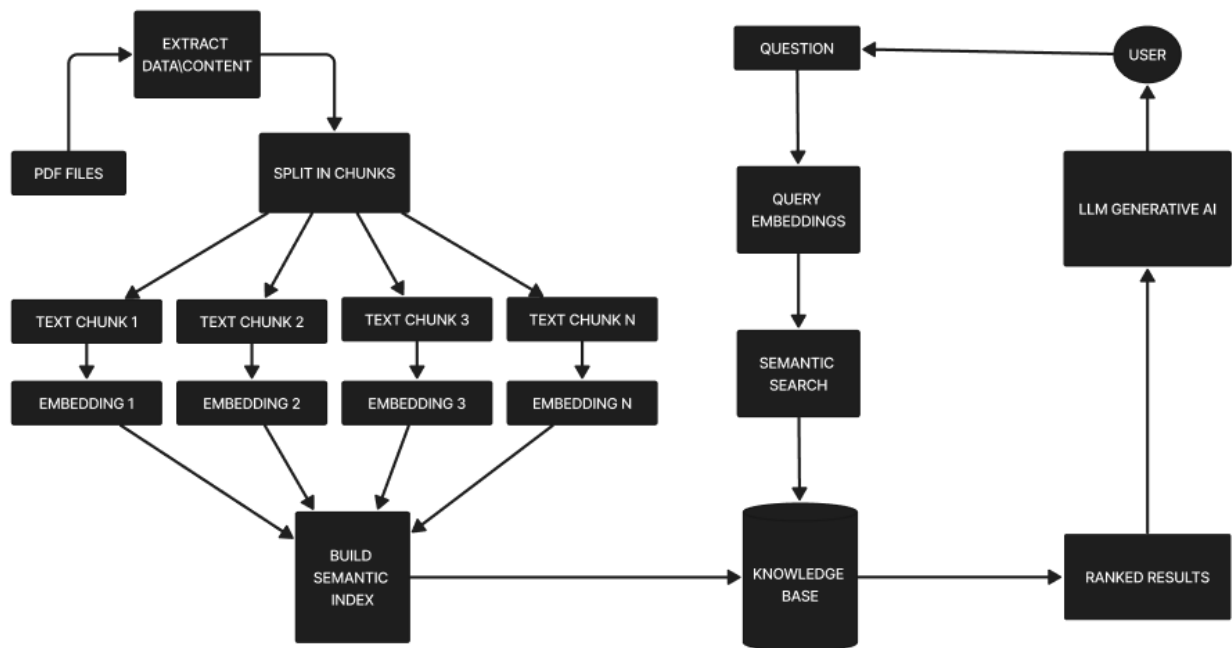 EXTRACT
DATA\CONTENT
PDF FILES
SPLIT IN CHUNKS
TEXT CHUNK 1
TEXT CHUNK 2
TEXT CHUNK 3
TEXT CHUNK N
EMBEDDING 1
EMBEDDING 2
EMBEDDING 3
EMBEDDING N
BUILD
SEMANTIC
INDEX
QUESTION
USER
QUERY
EMBEDDINGS
LLM GENERATIVE AI
SEMANTIC
SEARCH
KNOWLEDGE
BASE
RANKED RESULTS